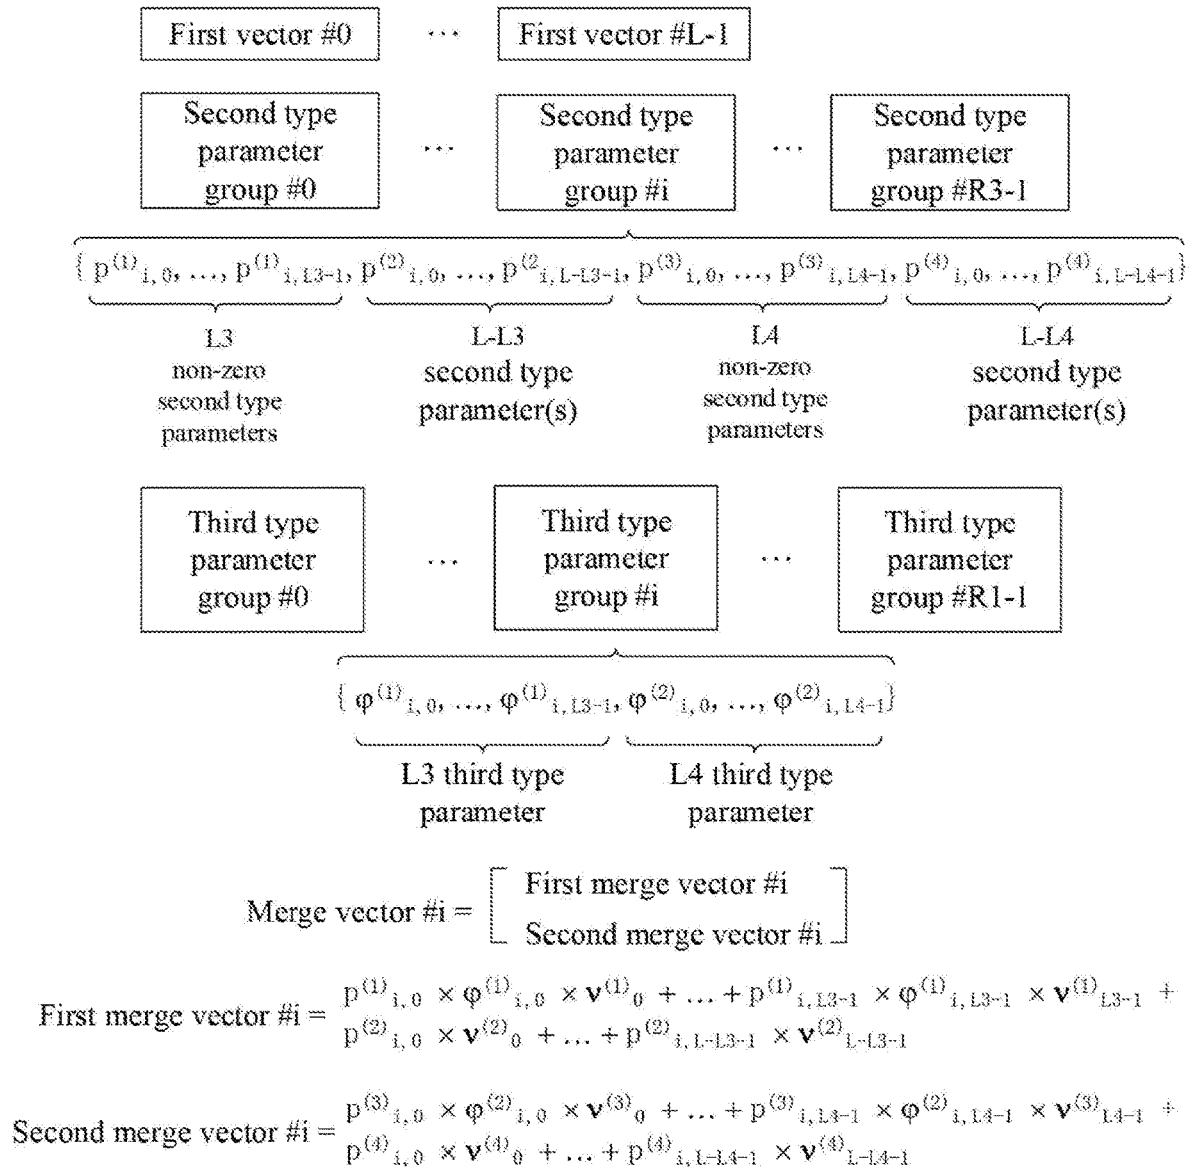 First vector #0 … First vector #L-1
Second type parameter group #0 … Second type parameter group #i … Second type parameter group #R3-1
{ p⁽¹⁾i, 0, …, p⁽¹⁾i, L3-1, p⁽²⁾i, 0, …, p⁽²i, L-L3-1, p⁽³⁾i, 0, …, p⁽³⁾i, L4-1, p⁽⁴⁾i, 0, …, p⁽⁴⁾i, L-L4-1}
L3 non-zero second type parameters
L-L3 second type parameter(s)
L4 non-zero second type parameters
L-L4 second type parameter(s)
Third type parameter group #0 … Third type parameter group #i … Third type parameter group #R1-1
{ φ⁽¹⁾i, 0, …, φ⁽¹⁾i, L3-1, φ⁽²⁾i, 0, …, φ⁽²⁾i, L4-1}
L3 third type parameter
L4 third type parameter
Merge vector #i = [ First merge vector #i
Second merge vector #i ]
First merge vector #i = p⁽¹⁾i, 0 × φ⁽¹⁾i, 0 × v⁽¹⁾0 + … + p⁽¹⁾i, L3-1 × φ⁽¹⁾i, L3-1 × v⁽¹⁾L3-1 +
p⁽²⁾i, 0 × v⁽²⁾0 + … + p⁽²⁾i, L-L3-1 × v⁽²⁾L-L3-1
Second merge vector #i = p⁽³⁾i, 0 × φ⁽²⁾i, 0 × v⁽³⁾0 + … + p⁽³⁾i, L4-1 × φ⁽²⁾i, L4-1 × v⁽³⁾L4-1 +
p⁽⁴⁾i, 0 × v⁽⁴⁾0 + … + p⁽⁴⁾i, L-L4-1 × v⁽⁴⁾L-L4-1